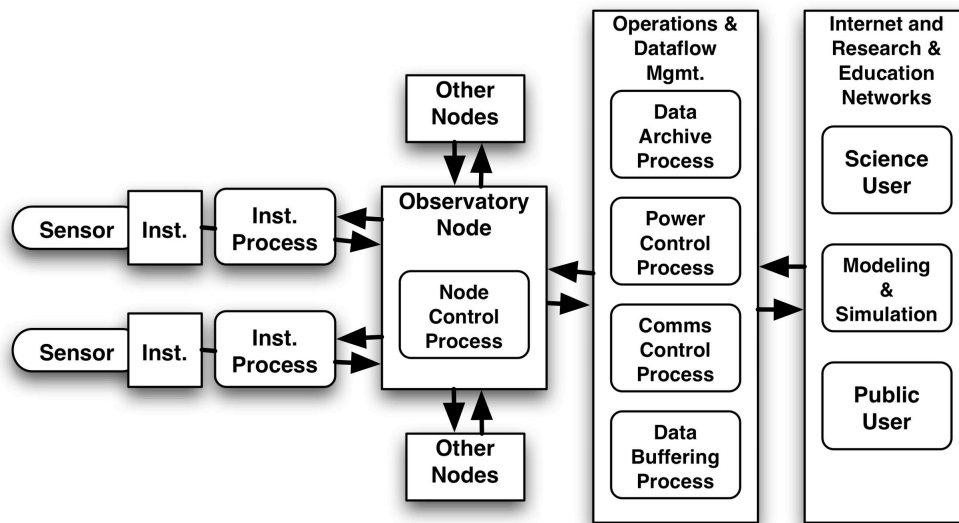 Other
Nodes
Sensor
Inst.
Inst.
Process
Sensor
Inst.
Inst.
Process
Observatory
Node
Node
Control
Process
Other
Nodes
Operations &
Dataflow
Mgmt.
Data
Archive
Process
Power
Control
Process
Comms
Control
Process
Data
Buffering
Process
Internet and
Research &
Education
Networks
Science
User
Modeling
&
Simulation
Public
User